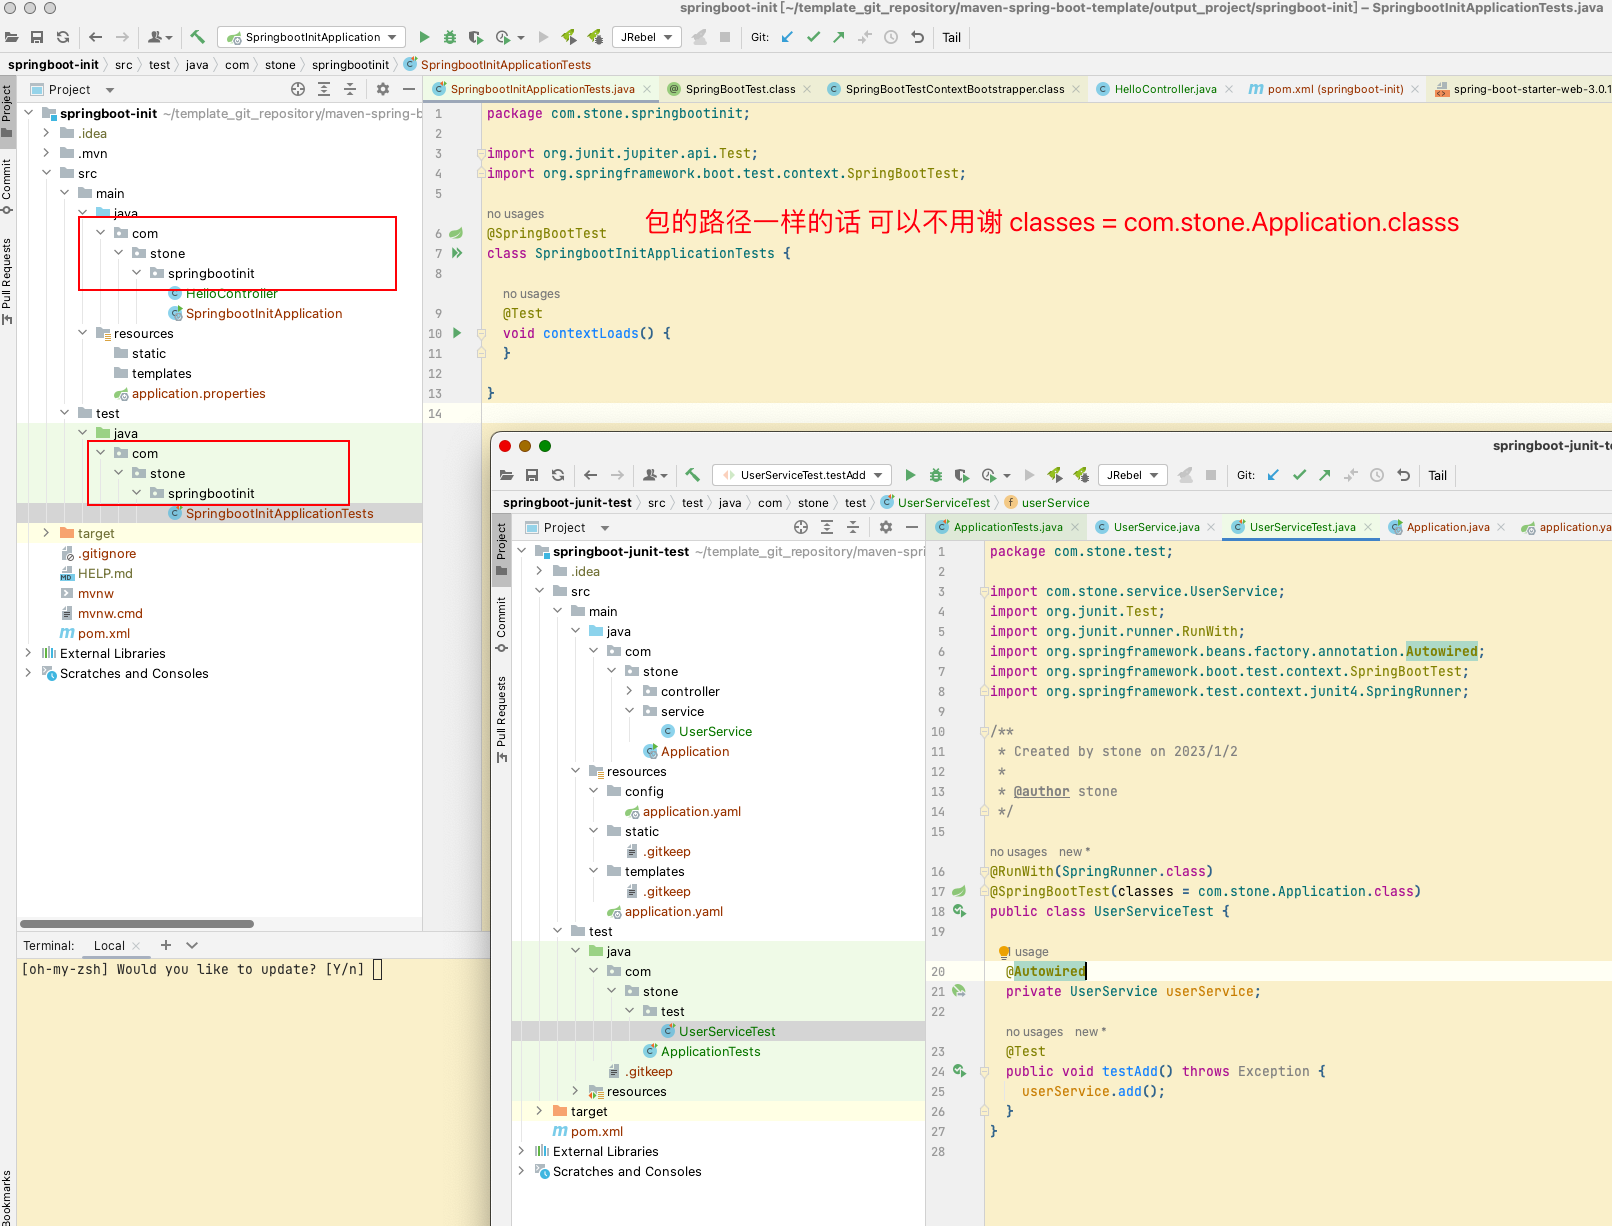 springboot-init [~/template_git_repository/maven-spring-boot-template/output_project/springboot-init] – SpringbootInitApplicationTests.java
SpringbootInitApplication
JRebel
Git:
Tail
springboot-init src test java com stone springbootinit SpringbootInitApplicationTests
Project
SpringbootInitApplicationTests.java
SpringBootTest.class
SpringBootTestContextBootstrapper.class
HelloController.java
pom.xml (springboot-init)
spring-boot-starter-web-3.0.1
Project
Commit
Pull Requests
Bookmarks
springboot-init ~/template_git_repository/maven-spring-b
.idea
.mvn
src
main
java
com
stone
springbootinit
HelloController
SpringbootInitApplication
resources
static
templates
application.properties
test
java
com
stone
springbootinit
SpringbootInitApplicationTests
target
.gitignore
HELP.md
mvnw
mvnw.cmd
pom.xml
External Libraries
Scratches and Consoles
1 package com.stone.springbootinit;
2
3 import org.junit.jupiter.api.Test;
4 import org.springframework.boot.test.context.SpringBootTest;
5
no usages
包的路径一样的话 可以不用谢 classes = com.stone.Application.classs
6 @SpringBootTest
7 class SpringbootInitApplicationTests {
8
no usages
9 @Test
10 void contextLoads() {
11 }
12
13 }
14
Terminal: Local
[oh-my-zsh] Would you like to update? [Y/n]
springboot-junit-te
UserServiceTest.testAdd
JRebel
Git:
Tail
springboot-junit-test src test java com stone test UserServiceTest userService
Project
ApplicationTests.java
UserService.java
UserServiceTest.java
Application.java
application.ya
Project
Commit
Pull Requests
springboot-junit-test ~/template_git_repository/maven-spri
.idea
src
main
java
com
stone
controller
service
UserService
Application
resources
config
application.yaml
static
.gitkeep
templates
.gitkeep
application.yaml
test
java
com
stone
test
UserServiceTest
ApplicationTests
.gitkeep
resources
target
pom.xml
External Libraries
Scratches and Consoles
1 package com.stone.test;
2
3 import com.stone.service.UserService;
4 import org.junit.Test;
5 import org.junit.runner.RunWith;
6 import org.springframework.beans.factory.annotation.Autowired;
7 import org.springframework.boot.test.context.SpringBootTest;
8 import org.springframework.test.context.junit4.SpringRunner;
9
10 /**
11 * Created by stone on 2023/1/2
12 *
13 * @author stone
14 */
15
no usages new *
16 @RunWith(SpringRunner.class)
17 @SpringBootTest(classes = com.stone.Application.class)
18 public class UserServiceTest {
19
usage
20 @Autowired
21 private UserService userService;
22
no usages new *
23 @Test
24 public void testAdd() throws Exception {
25 userService.add();
26 }
27 }
28